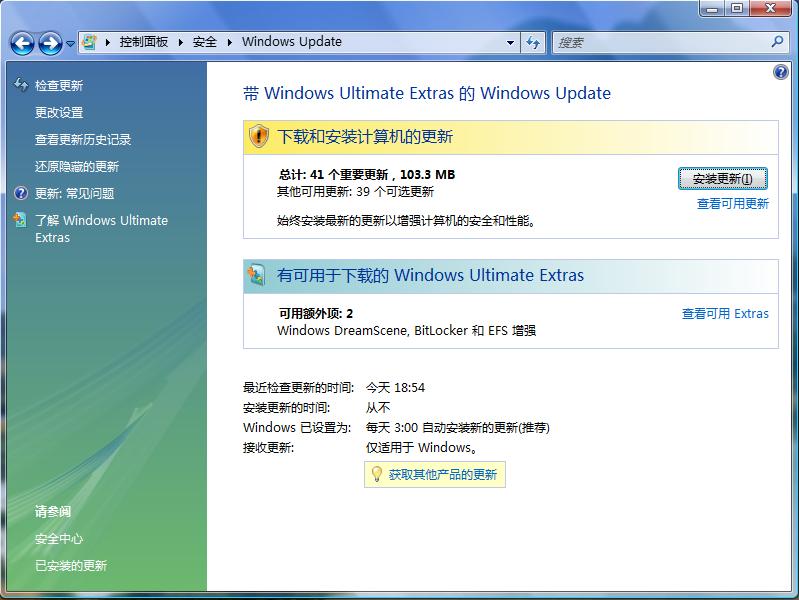 控制面板 安全 Windows Update
搜索
检查更新
更改设置
查看更新历史记录
还原隐藏的更新
更新: 常见问题
了解 Windows Ultimate
Extras
请参阅
安全中心
已安装的更新
带 Windows Ultimate Extras 的 Windows Update
下载和安装计算机的更新
总计: 41 个重要更新，103.3 MB
安装更新(I)
其他可用更新: 39 个可选更新
查看可用更新
始终安装最新的更新以增强计算机的安全和性能。
有可用于下载的 Windows Ultimate Extras
可用额外项: 2
查看可用 Extras
Windows DreamScene, BitLocker 和 EFS 增强
最近检查更新的时间: 今天 18:54
安装更新的时间: 从不
Windows 已设置为: 每天 3:00 自动安装新的更新(推荐)
接收更新: 仅适用于 Windows。
获取其他产品的更新